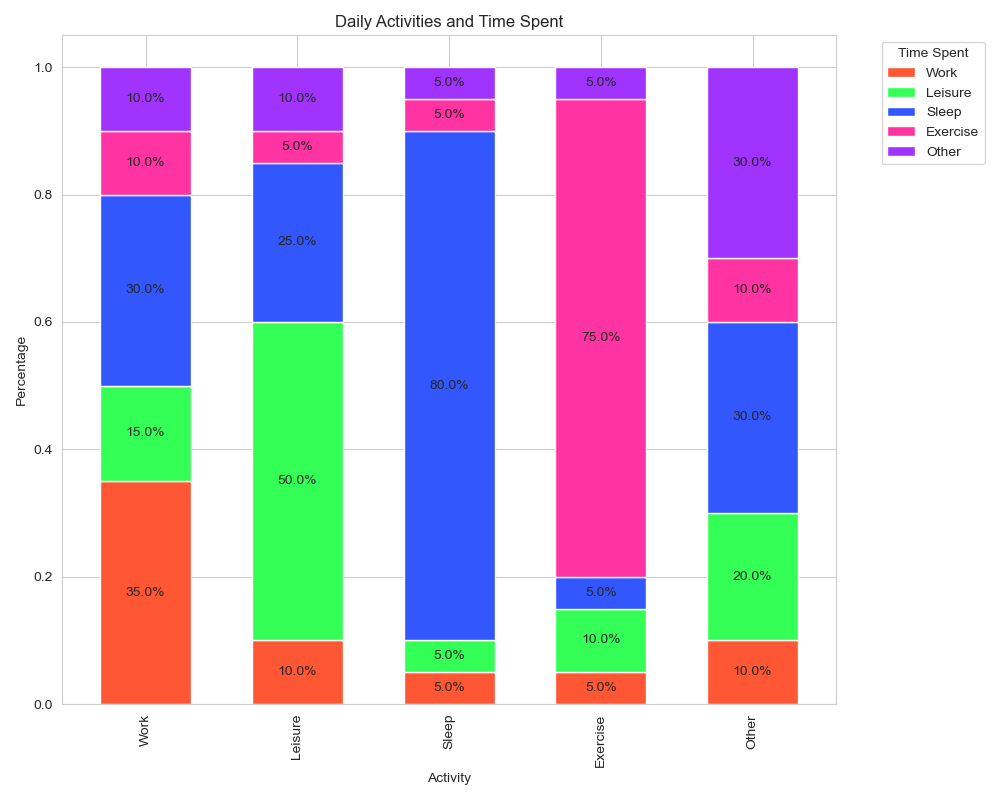 Daily Activities and Time Spent
Time Spent
Work
Leisure
Sleep
Exercise
Other
Percentage
1.0
0.8
0.6
0.4
0.2
0.0
10.0%
10.0%
30.0%
15.0%
35.0%
10.0%
5.0%
25.0%
50.0%
10.0%
5.0%
5.0%
80.0%
5.0%
5.0%
5.0%
75.0%
5.0%
10.0%
5.0%
30.0%
10.0%
30.0%
20.0%
10.0%
Work
Leisure
Sleep
Exercise
Other
Activity